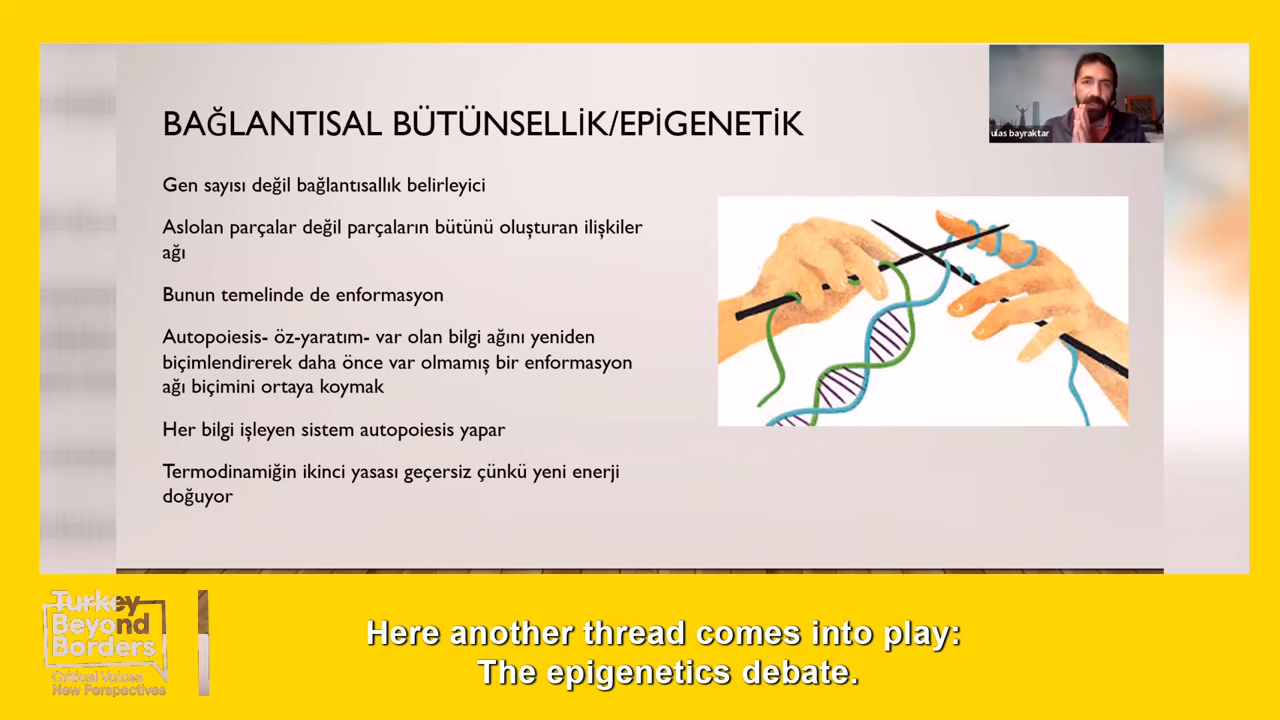 BAĞLANTISAL BÜTÜNSELLİK/EPİGENETİK
ulas bayraktar
Gen sayısı değil bağlantısallık belirleyici
Aslolan parçalar değil parçaların bütünü oluşturan ilişkiler
ağı
Bunun temelinde de enformasyon
Autopoiesis- öz-yaratım- var olan bilgi ağını yeniden
biçimlendirerek daha önce var olmamış bir enformasyon
ağı biçimini ortaya koymak
Her bilgi işleyen sistem autopoiesis yapar
Termodinamiğin ikinci yasası geçersiz çünkü yeni enerji
doğuyor
Turkey
Beyond
Borders
Critical Voices
New Perspectives
Here another thread comes into play:
The epigenetics debate.